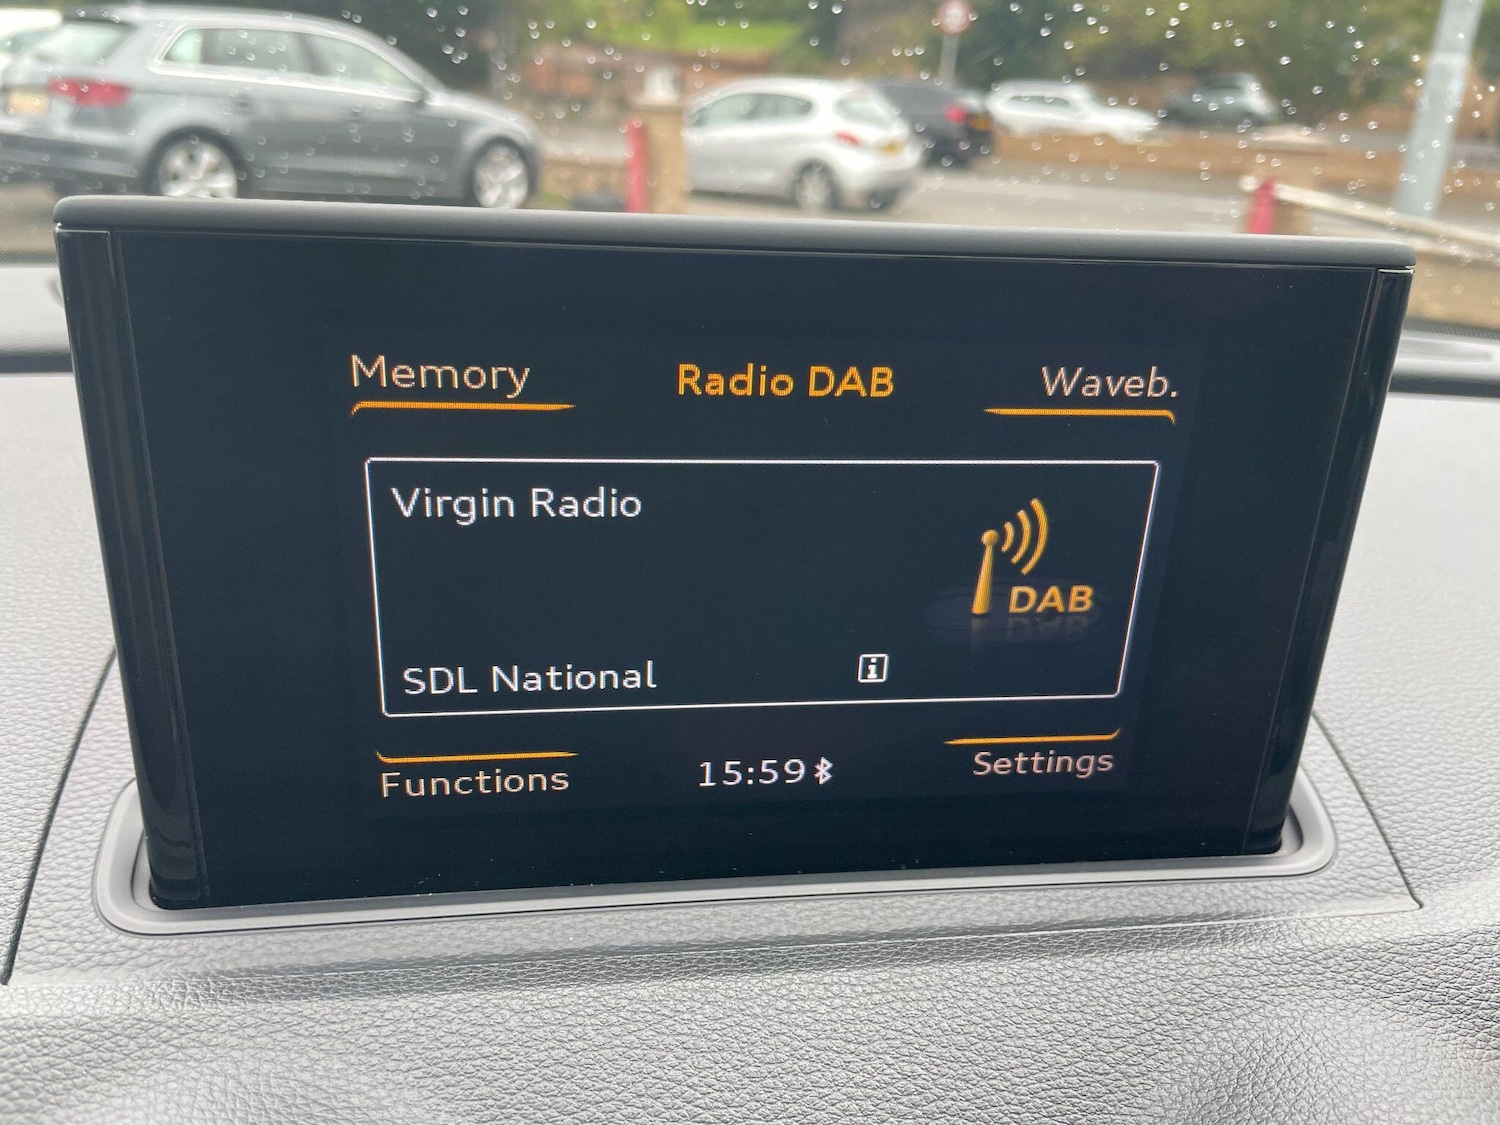 Memory
Radio DAB
Waveb.
Virgin Radio
DAB
SDL National
i
Functions
15:59
Settings